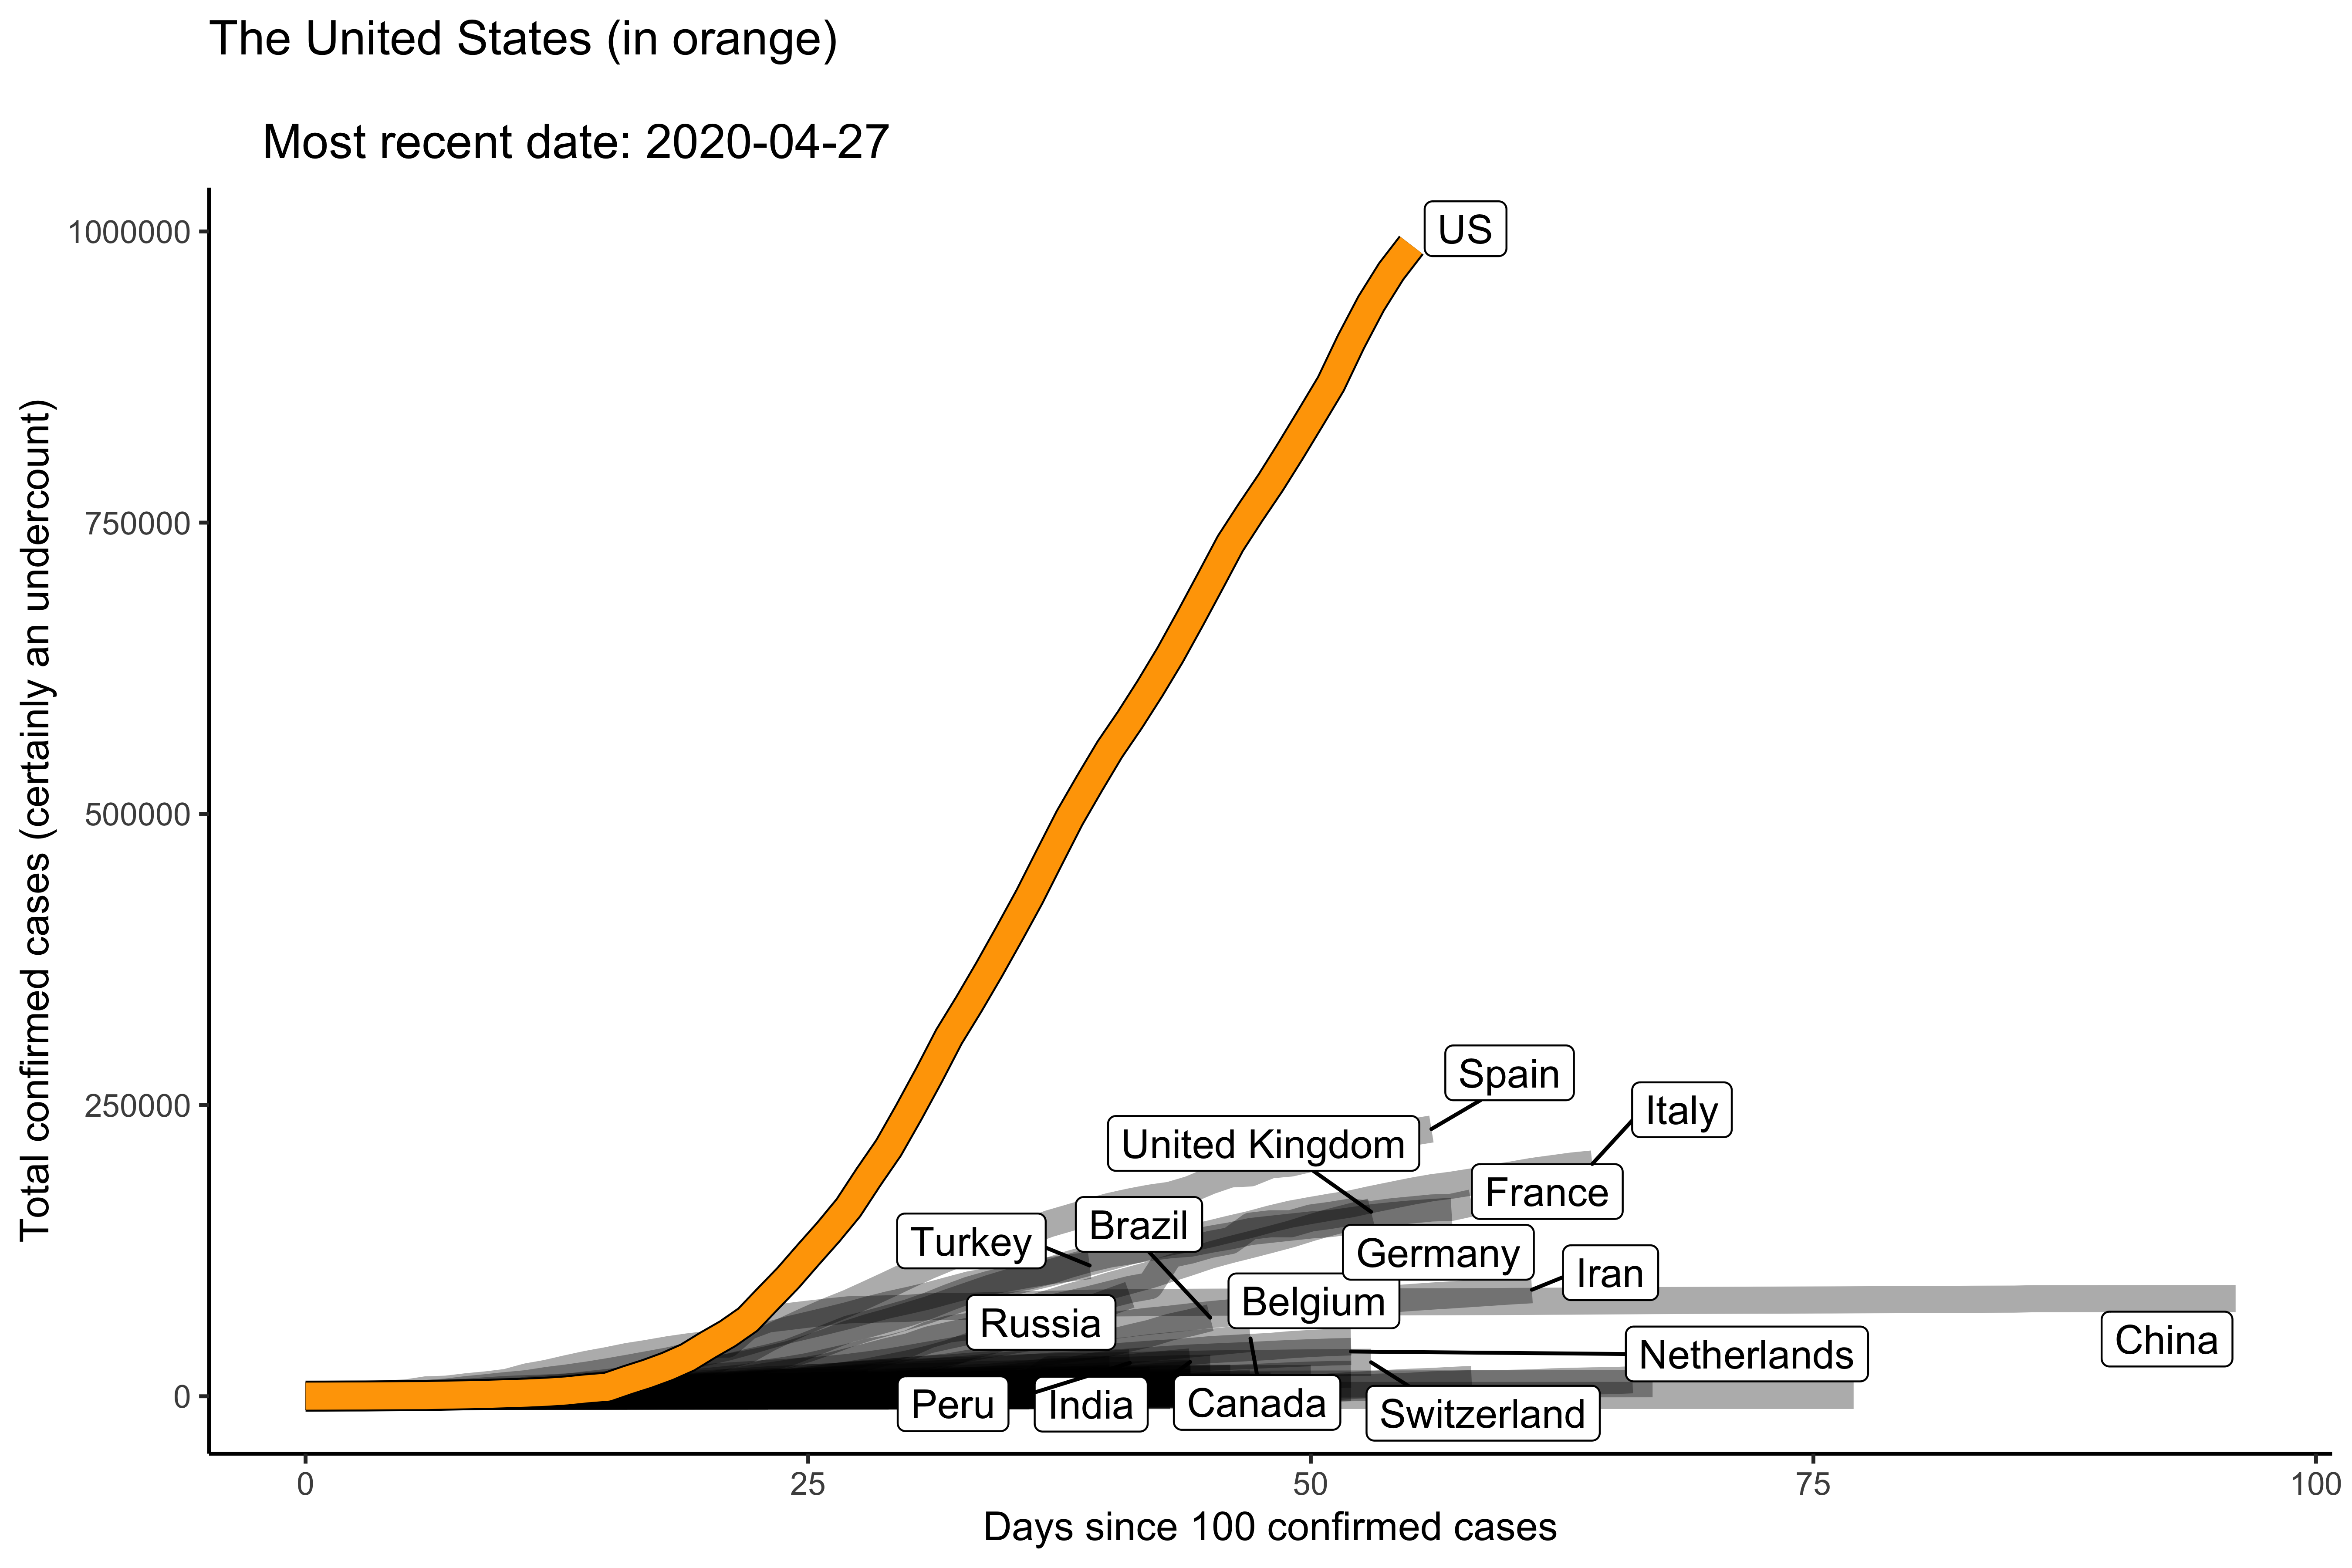 The United States (in orange)
Most recent date: 2020-04-27
Total confirmed cases (certainly an undercount)
1000000
750000
500000
250000
0
US
Spain
Italy
United Kingdom
France
Brazil
Turkey
Germany
Iran
Belgium
Russia
China
Netherlands
Peru
India
Canada
Switzerland
0 25 50 75 100
Days since 100 confirmed cases